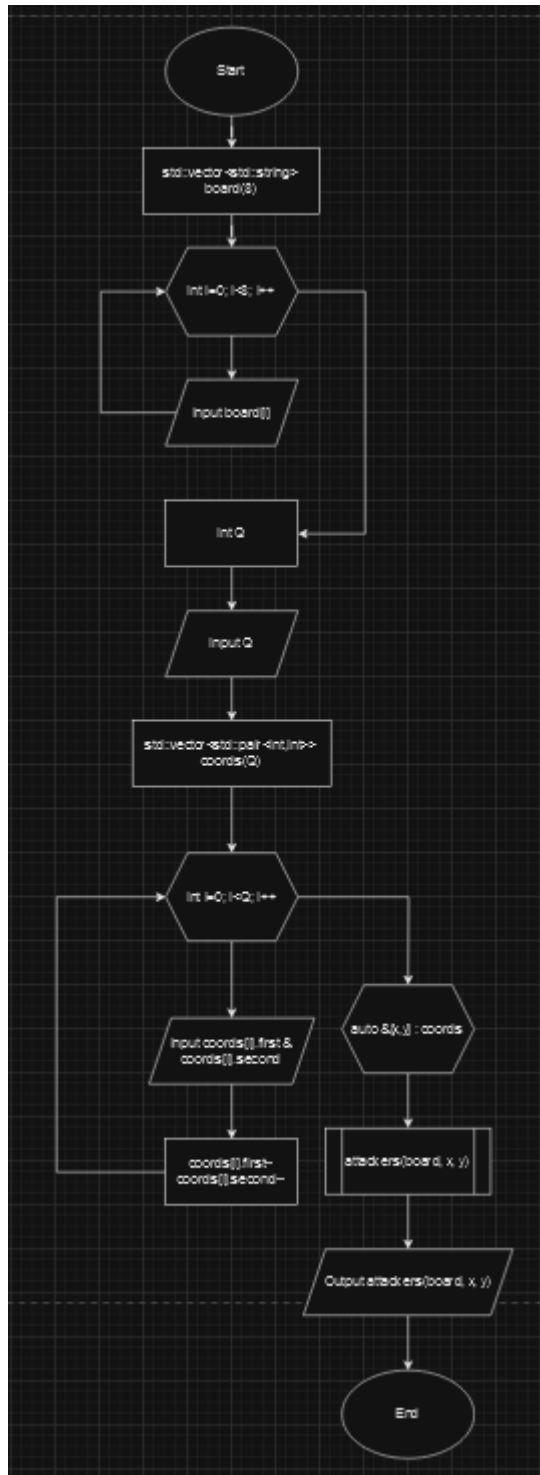 Start
std::vector<std::string>
board(8)
int i=0; i<8; i++
Input board[i]
int Q
Input Q
std::vector<std::pair<int,int>>
coords(Q)
int i=0; i<Q; i++
Input coords[i].first &
coords[i].second
auto &[x,y] : coords
coords[i].first--
coords[i].second--
attackers(board, x, y)
Output attackers(board, x, y)
End